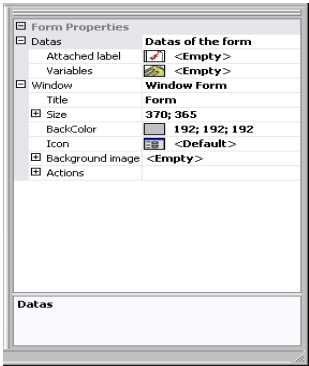 Form Properties
Datas Datas of the form
Attached label <Empty>
Variables <Empty>
Window Window Form
Title Form
Size 370; 365
BackColor 192; 192; 192
Icon <Default>
Background image <Empty>
Actions
Datas